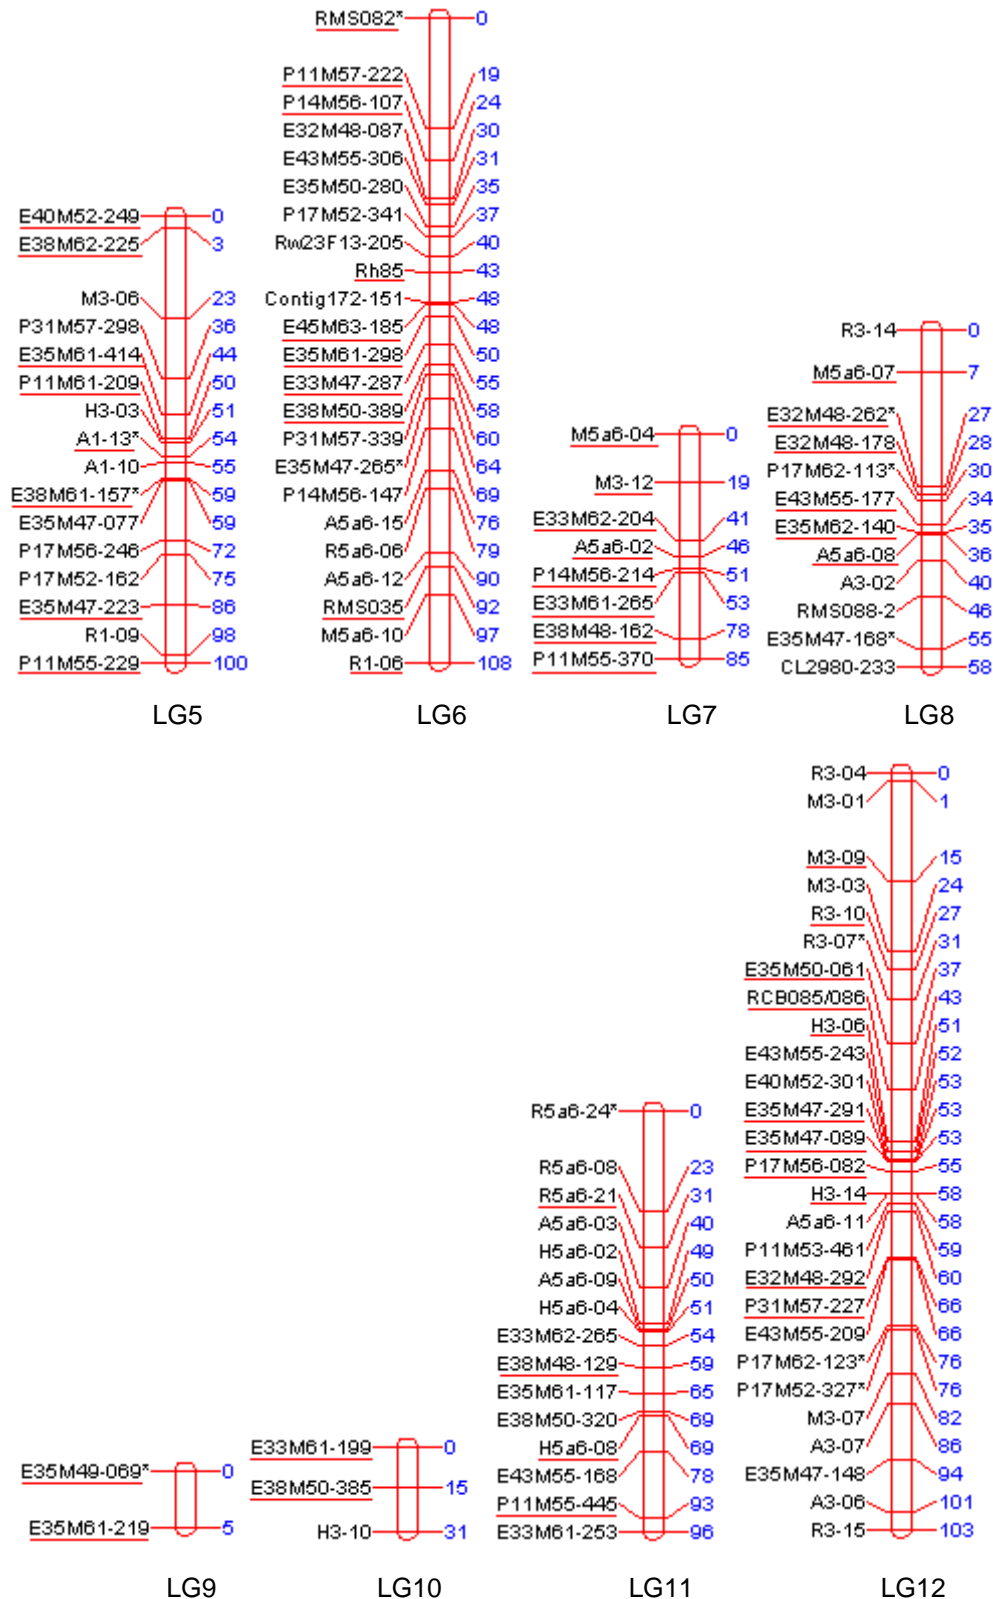 E40M52-249 0
E38M62-225 3
M3-06 23
P31M57-298 36
E35M61-414 44
P11M61-209 50
H3-03 51
A1-13* 54
A1-10 55
E38M61-157* 59
E35M47-077 59
P17M56-246 72
P17M52-162 75
E35M47-223 86
R1-09 98
P11M55-229 100
LG5
RMS082* 0
P11M57-222 19
P14M56-107 24
E32M48-087 30
E43M55-306 31
E35M50-280 35
P17M52-341 37
Rw23F13-205 40
Rh85 43
Contig172-151 48
E45M63-185 48
E35M61-298 50
E33M47-287 55
E38M50-389 58
P31M57-339 60
E35M47-265* 64
P14M56-147 69
A5a6-15 76
R5a6-06 79
A5a6-12 90
RMS035 92
M5a6-10 97
R1-06 108
LG6
M5a6-04 0
M3-12 19
E33M62-204 41
A5a6-02 46
P14M56-214 51
E33M61-265 53
E38M48-162 78
P11M55-370 85
LG7
R3-14 0
M5a6-07 7
E32M48-262* 27
E32M48-178 28
P17M62-113* 30
E43M55-177 34
E35M62-140 35
A5a6-08 36
A3-02 40
RMS088-2 46
E35M47-168* 55
CL2980-233 58
LG8
E35M49-069* 0
E35M61-219 5
LG9
E33M61-199 0
E38M50-385 15
H3-10 31
LG10
R5a6-24* 0
R5a6-08 23
R5a6-21 31
A5a6-03 40
H5a6-02 49
A5a6-09 50
H5a6-04 51
E33M62-265 54
E38M48-129 59
E35M61-117 65
E38M50-320 69
H5a6-08 69
E43M55-168 78
P11M55-445 93
E33M61-253 96
LG11
R3-04 0
M3-01 1
M3-09 15
M3-03 24
R3-10 27
R3-07* 31
E35M50-061 37
RCB085/086 43
H3-06 51
E43M55-243 52
E40M52-301 53
E35M47-291 53
E35M47-089 53
P17M56-082 55
H3-14 58
A5a6-11 58
P11M53-461 59
E32M48-292 60
P31M57-227 66
E43M55-209 66
P17M62-123* 76
P17M52-327* 76
M3-07 82
A3-07 86
E35M47-148 94
A3-06 101
R3-15 103
LG12